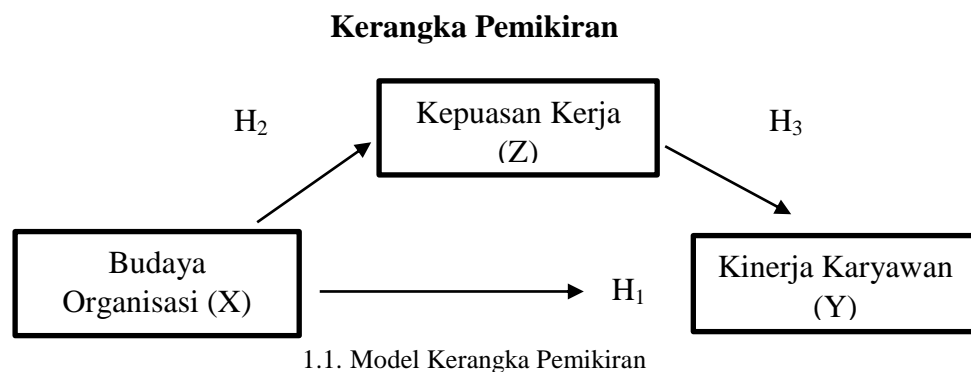 Kerangka Pemikiran
H₂
Kepuasan Kerja
(Z)
H₃
Budaya
Organisasi (X)
H₁
Kinerja Karyawan
(Y)
1.1. Model Kerangka Pemikiran